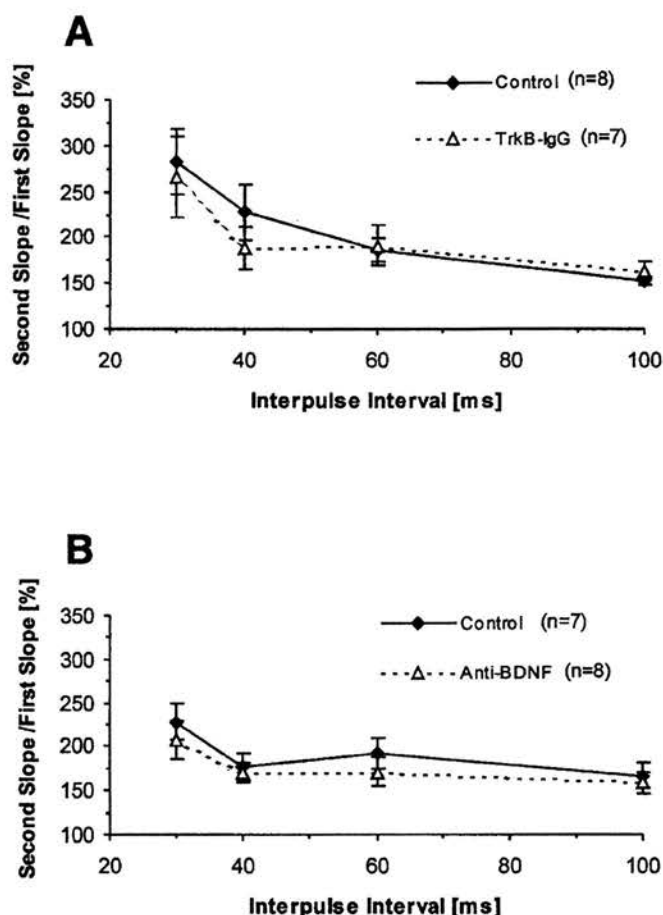 A
Control (n=8)
TrkB-IgG (n=7)
Second Slope /First Slope [%]
350
300
250
200
150
100
20 40 60 80 100
Interpulse Interval [ms]
B
Control (n=7)
Anti-BDNF (n=8)
Second Slope /First Slope [%]
350
300
250
200
150
100
20 40 60 80 100
Interpulse Interval [ms]